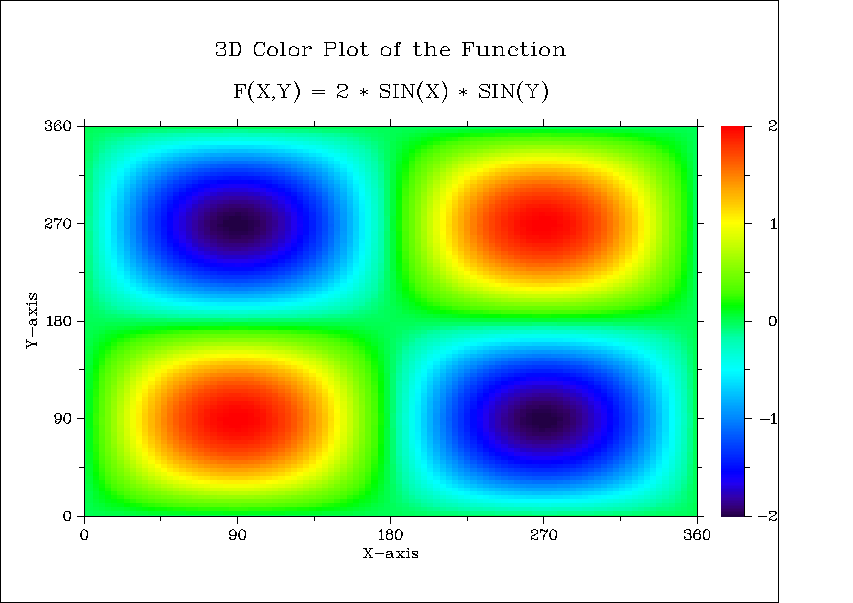 3D Color Plot of the Function
F(X,Y) = 2 * SIN(X) * SIN(Y)
360
270
180
90
0
Y-axis
0 90 180 270 360
X-axis
2
1
0
-1
-2